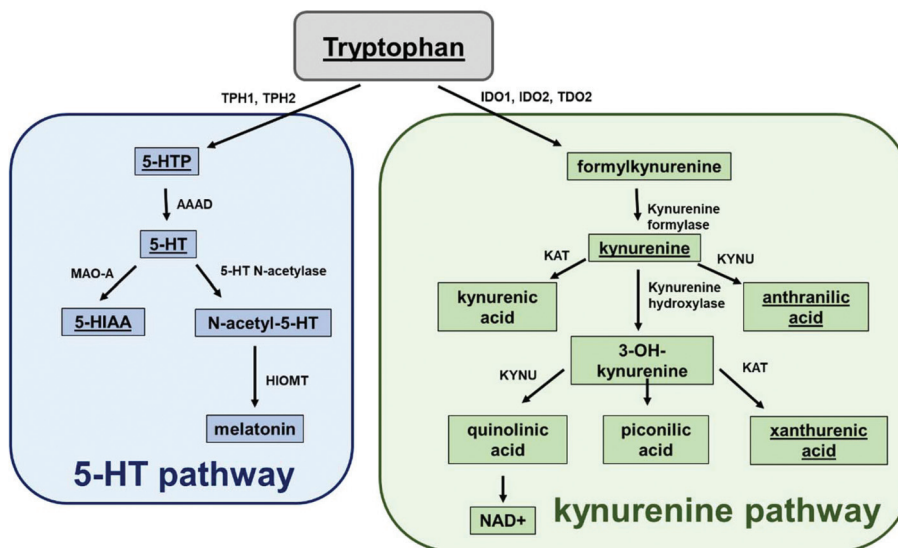 Tryptophan
TPH1, TPH2
IDO1, IDO2, TDO2
5-HTP
AAAD
5-HT
MAO-A
5-HT N-acetylase
5-HIAA
N-acetyl-5-HT
HIOMT
melatonin
5-HT pathway
formylkynurenine
Kynurenine
formylase
kynurenine
KAT
KYNU
Kynurenine
hydroxylase
kynurenic
acid
anthranilic
acid
3-OH-
kynurenine
KYNU
KAT
quinolinic
acid
piconilic
acid
xanthurenic
acid
NAD+
kynurenine pathway